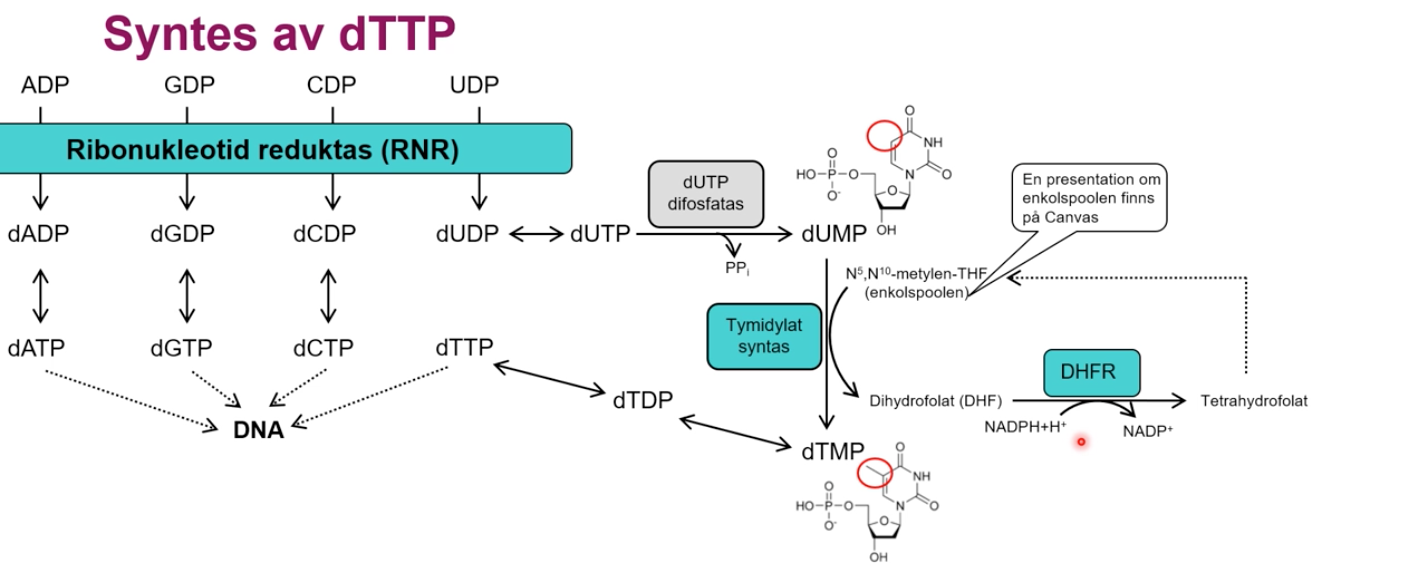 Syntes av dTTP
ADP GDP CDP UDP
Ribonukleotid reduktas (RNR)
dADP dGDP dCDP dUDP dUTP dUMP
dUTP
difosfatas
PPᵢ
O
NH
O
N
O
HO-P-O
O⁻
O
OH
En presentation om
enkolspoolen finns
på Canvas
N⁵,N¹⁰-metylen-THF
(enkolspoolen)
Tymidylat
syntas
dATP dGTP dCTP dTTP
DNA
dTDP
dTMP
Dihydrofolat (DHF)
DHFR
Tetrahydrofolat
NADPH+H⁺
NADP⁺
O
NH
O
N
O
HO-P-O
O⁻
O
OH